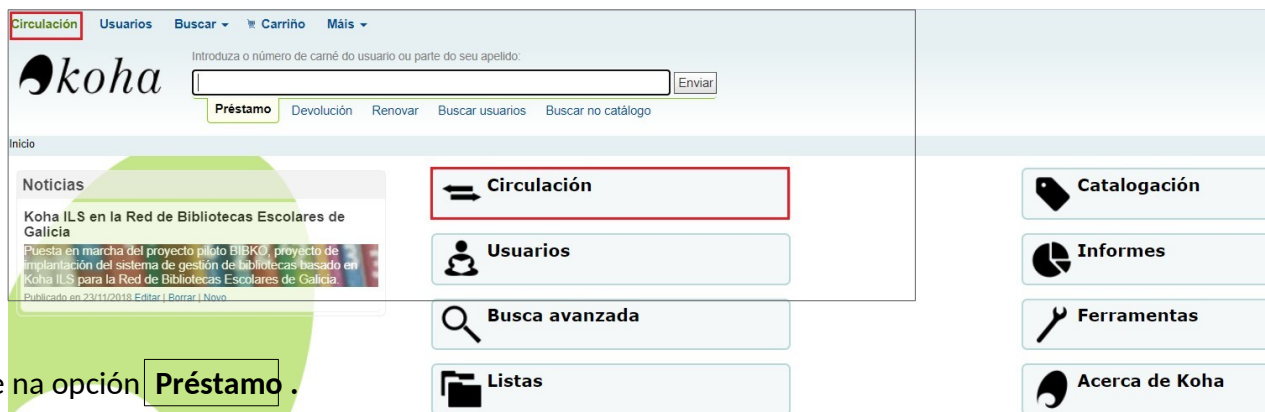 Circulación Usuarios Buscar Carriño Máis
koha
Introduza o número de carné do usuario ou parte do seu apelido:
Enviar
Préstamo Devolución Renovar Buscar usuarios Buscar no catálogo
Inicio
Noticias
Koha ILS en la Red de Bibliotecas Escolares de
Galicia
Puesta en marcha del proyecto piloto BIBKO, proyecto de
implantación del sistema de gestión de bibliotecas basado en
Koha ILS para la Red de Bibliotecas Escolares de Galicia.
Publicado en 23/11/2018 Editar | Borrar | Novo
Circulación
Usuarios
Busca avanzada
Listas
Catalogación
Informes
Ferramentas
Acerca de Koha
e na opción Préstamo .